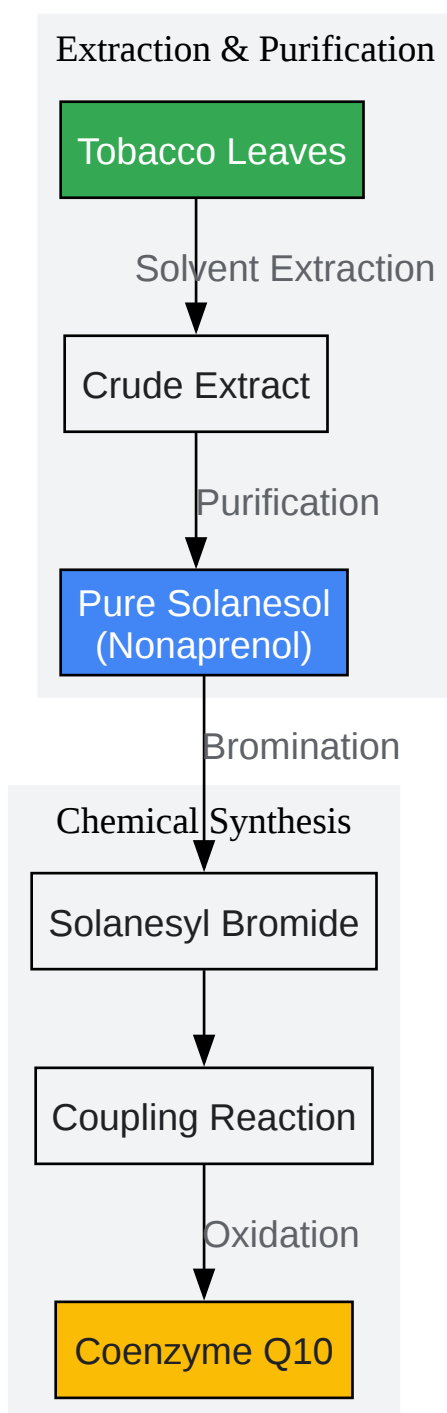 Extraction & Purification
Tobacco Leaves
Solvent Extraction
Crude Extract
Purification
Pure Solanesol
(Nonaprenol)
Bromination
Chemical Synthesis
Solanesyl Bromide
Coupling Reaction
Oxidation
Coenzyme Q10